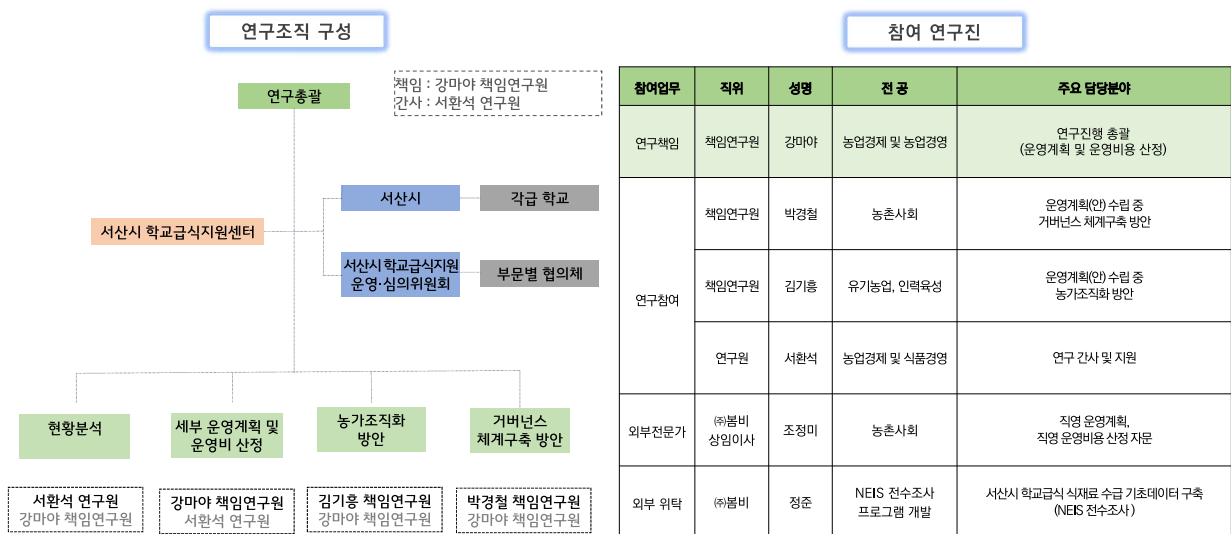 연구조직 구성
연구총괄
책임 : 강마야 책임연구원
간사 : 서환석 연구원
서산시 학교급식지원센터
서산시
각급 학교
서산시 학교급식지원
운영·심의위원회
부문별 협의체
현황분석
세부 운영계획 및
운영비 산정
농가조직화
방안
거버넌스
체계구축 방안
서환석 연구원
강마야 책임연구원
강마야 책임연구원
서환석 연구원
김기흥 책임연구원
강마야 책임연구원
박경철 책임연구원
강마야 책임연구원
참여 연구진
참여업무 직위 성명 전 공 주요 담당분야
연구책임 책임연구원 강마야 농업경제 및 농업경영 연구진행 총괄
(운영계획 및 운영비용 산정)
연구참여
책임연구원 박경철 농촌사회 운영계획(안) 수립 중
거버넌스 체계구축 방안
책임연구원 김기흥 유기농업, 인력육성 운영계획(안) 수립 중
농가조직화 방안
연구원 서환석 농업경제 및 식품경영 연구 간사 및 지원
외부전문가 ㈜봄비
상임이사 조정미 농촌사회 직영 운영계획,
직영 운영비용 산정 자문
외부 위탁 ㈜봄비 정준 NEIS 전수조사
프로그램 개발 서산시 학교급식 식재료 수급 기초데이터 구축
(NEIS 전수조사)